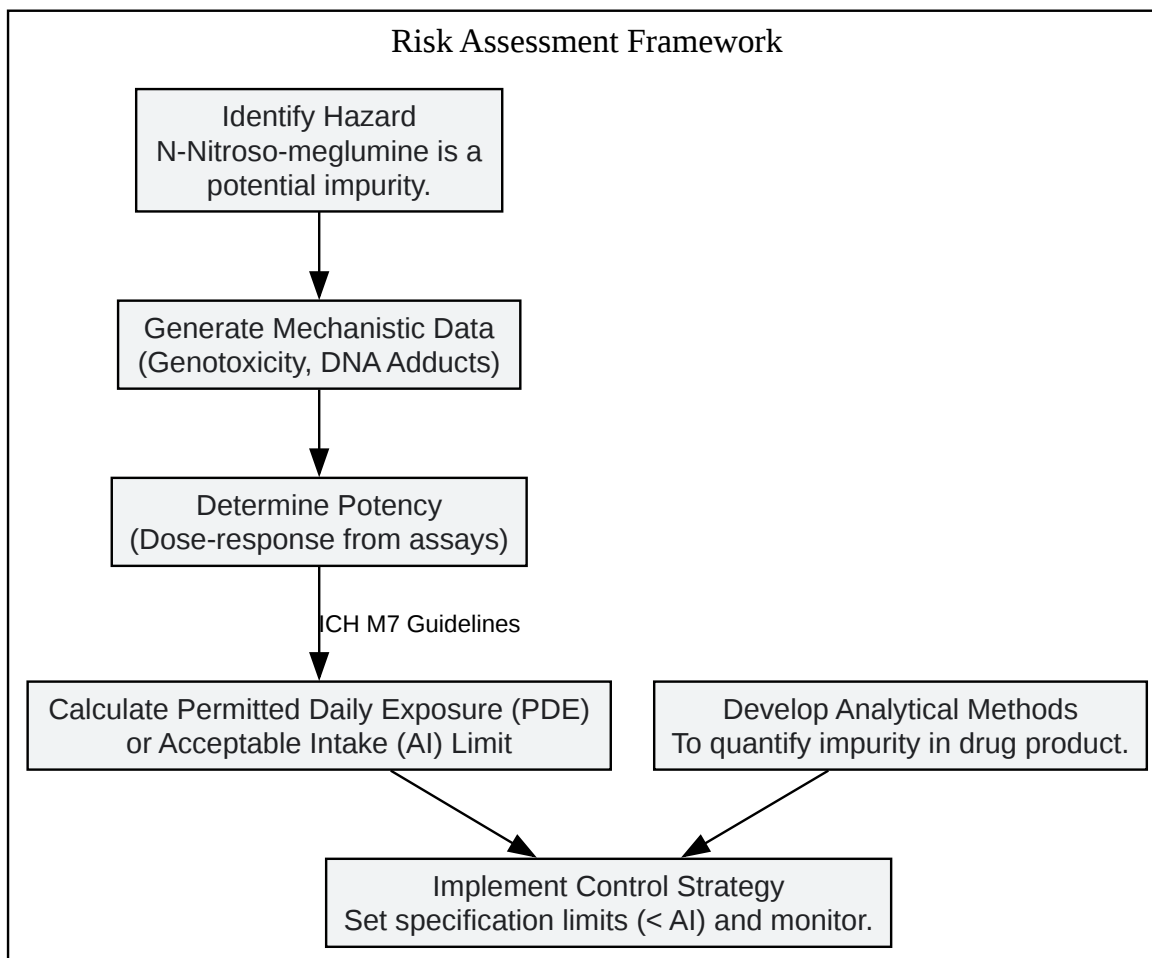 Risk Assessment Framework
Identify Hazard
N-Nitroso-meglumine is a
potential impurity.
Generate Mechanistic Data
(Genotoxicity, DNA Adducts)
Determine Potency
(Dose-response from assays)
ICH M7 Guidelines
Calculate Permitted Daily Exposure (PDE)
or Acceptable Intake (AI) Limit
Develop Analytical Methods
To quantify impurity in drug product.
Implement Control Strategy
Set specification limits (< AI) and monitor.